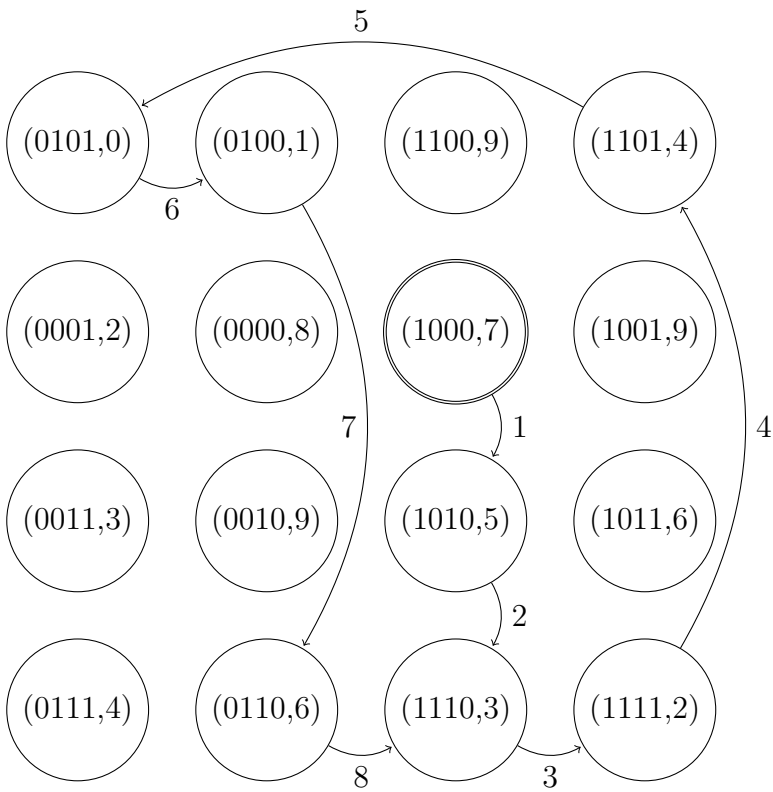 5
(0101,0) (0100,1) (1100,9) (1101,4)
6
(0001,2) (0000,8) (1000,7) (1001,9)
7 1 4
(0011,3) (0010,9) (1010,5) (1011,6)
2
(0111,4) (0110,6) (1110,3) (1111,2)
8 3